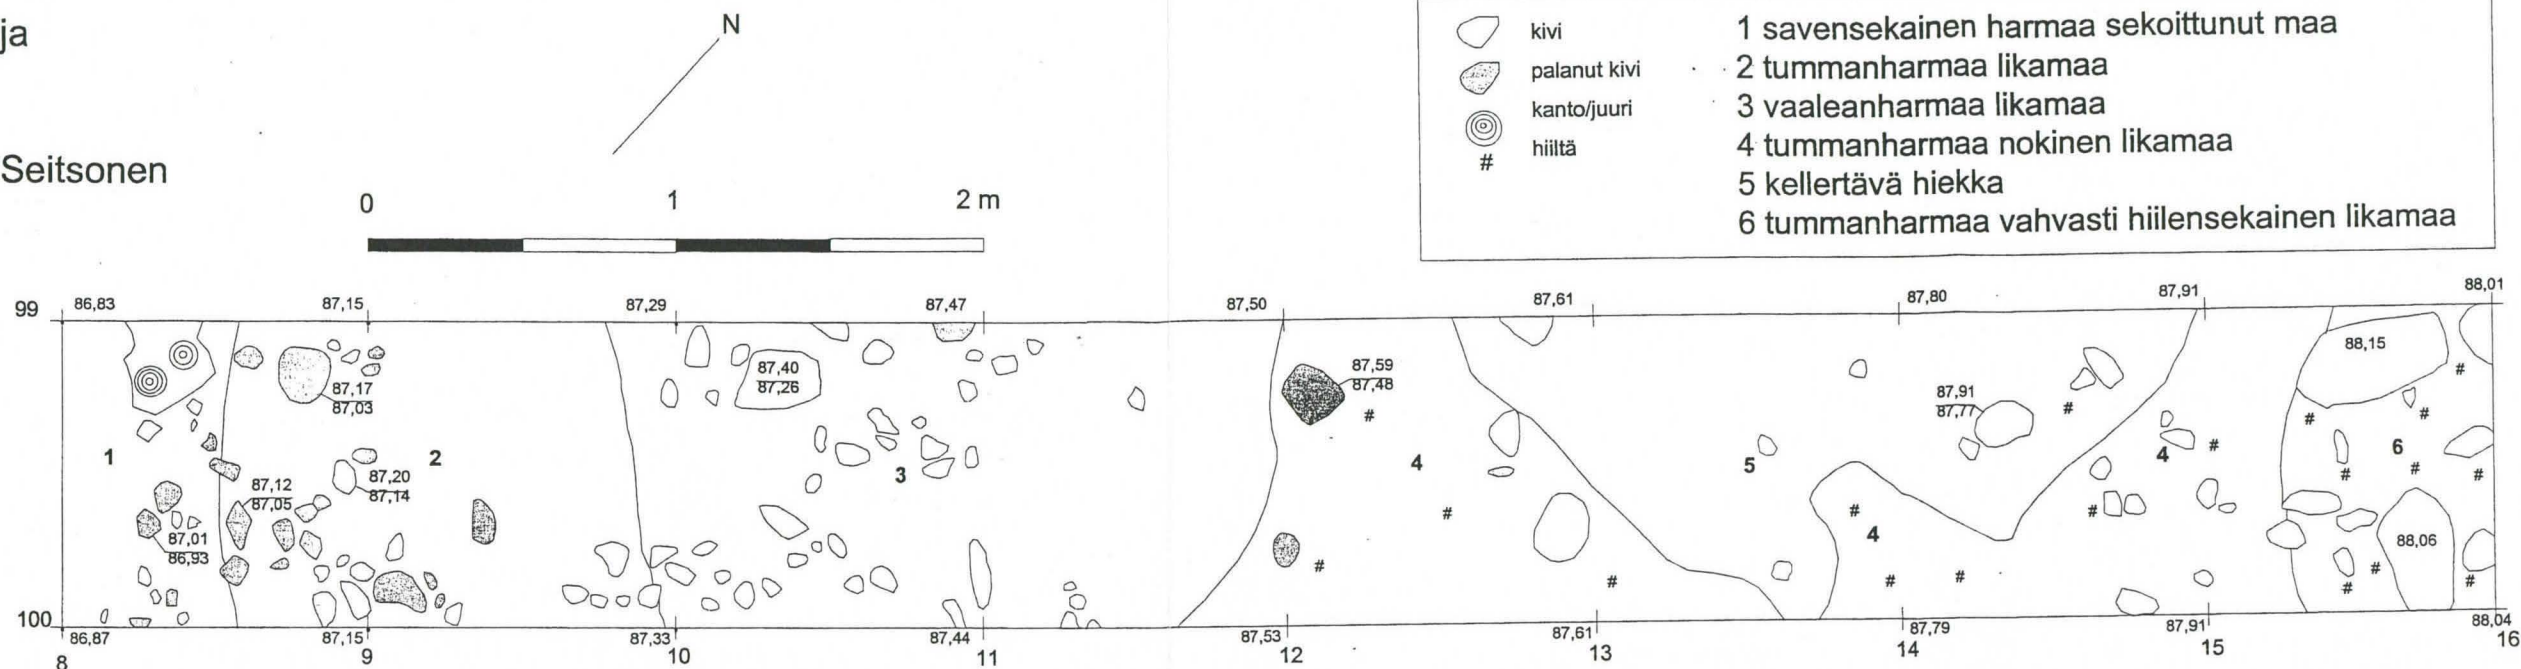 ja
Seitsonen
N
0 1 2 m
kivi
palanut kivi
kanto/juuri
# hiiltä
1 savensekainen harmaa sekoittunut maa
2 tummanharmaa likamaa
3 vaaleanharmaa likamaa
4 tummanharmaa nokinen likamaa
5 kellertävä hiekka
6 tummanharmaa vahvasti hiilensekainen likamaa
99 86,83 87,15 87,29 87,47 87,50 87,61 87,80 87,91 88,01
88,15
87,17
87,03
87,40
87,26
87,59
87,48
#
87,91
87,77
#
#
#
#
1 2 3 4 5 4 # 6
87,12
87,05
87,20
87,14
# # #
87,01
86,93
# # #
4
88,06
# # # # # # #
100 86,87 87,15 87,33 87,44 87,53 87,61 87,79 87,91 88,04
8 9 10 11 12 13 14 15 16